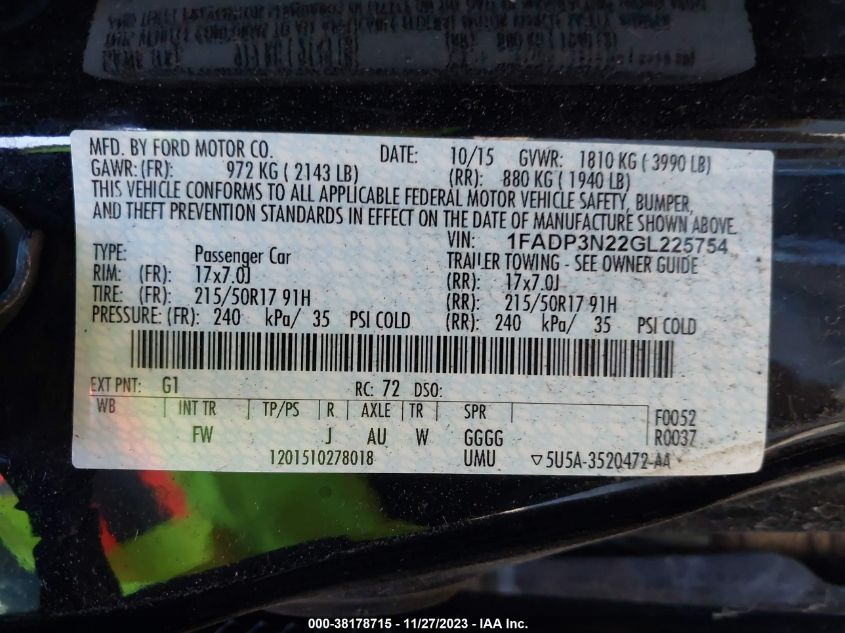 MFD. BY FORD MOTOR CO. DATE: 10/15 GVWR: 1810 KG ( 3990 LB)
GAWR: (FR): 972 KG ( 2143 LB) (RR): 880 KG ( 1940 LB)
THIS VEHICLE CONFORMS TO ALL APPLICABLE FEDERAL MOTOR VEHICLE SAFETY, BUMPER,
AND THEFT PREVENTION STANDARDS IN EFFECT ON THE DATE OF MANUFACTURE SHOWN ABOVE.
VIN: 1FADP3N22GL225754
TYPE: Passenger Car TRAILER TOWING - SEE OWNER GUIDE
RIM: (FR): 17x7.0J (RR): 17x7.0J
TIRE: (FR): 215/50R17 91H (RR): 215/50R17 91H
PRESSURE: (FR): 240 kPa/ 35 PSI COLD (RR): 240 kPa/ 35 PSI COLD
EXT PNT: G1 RC: 72 DSO:
WB INT TR TP/PS R AXLE TR SPR F0052
FW J AU W GGGG R0037
1201510278018 UMU ▽5U5A-3520472-AA
000-38178715 - 11/27/2023 - IAA Inc.